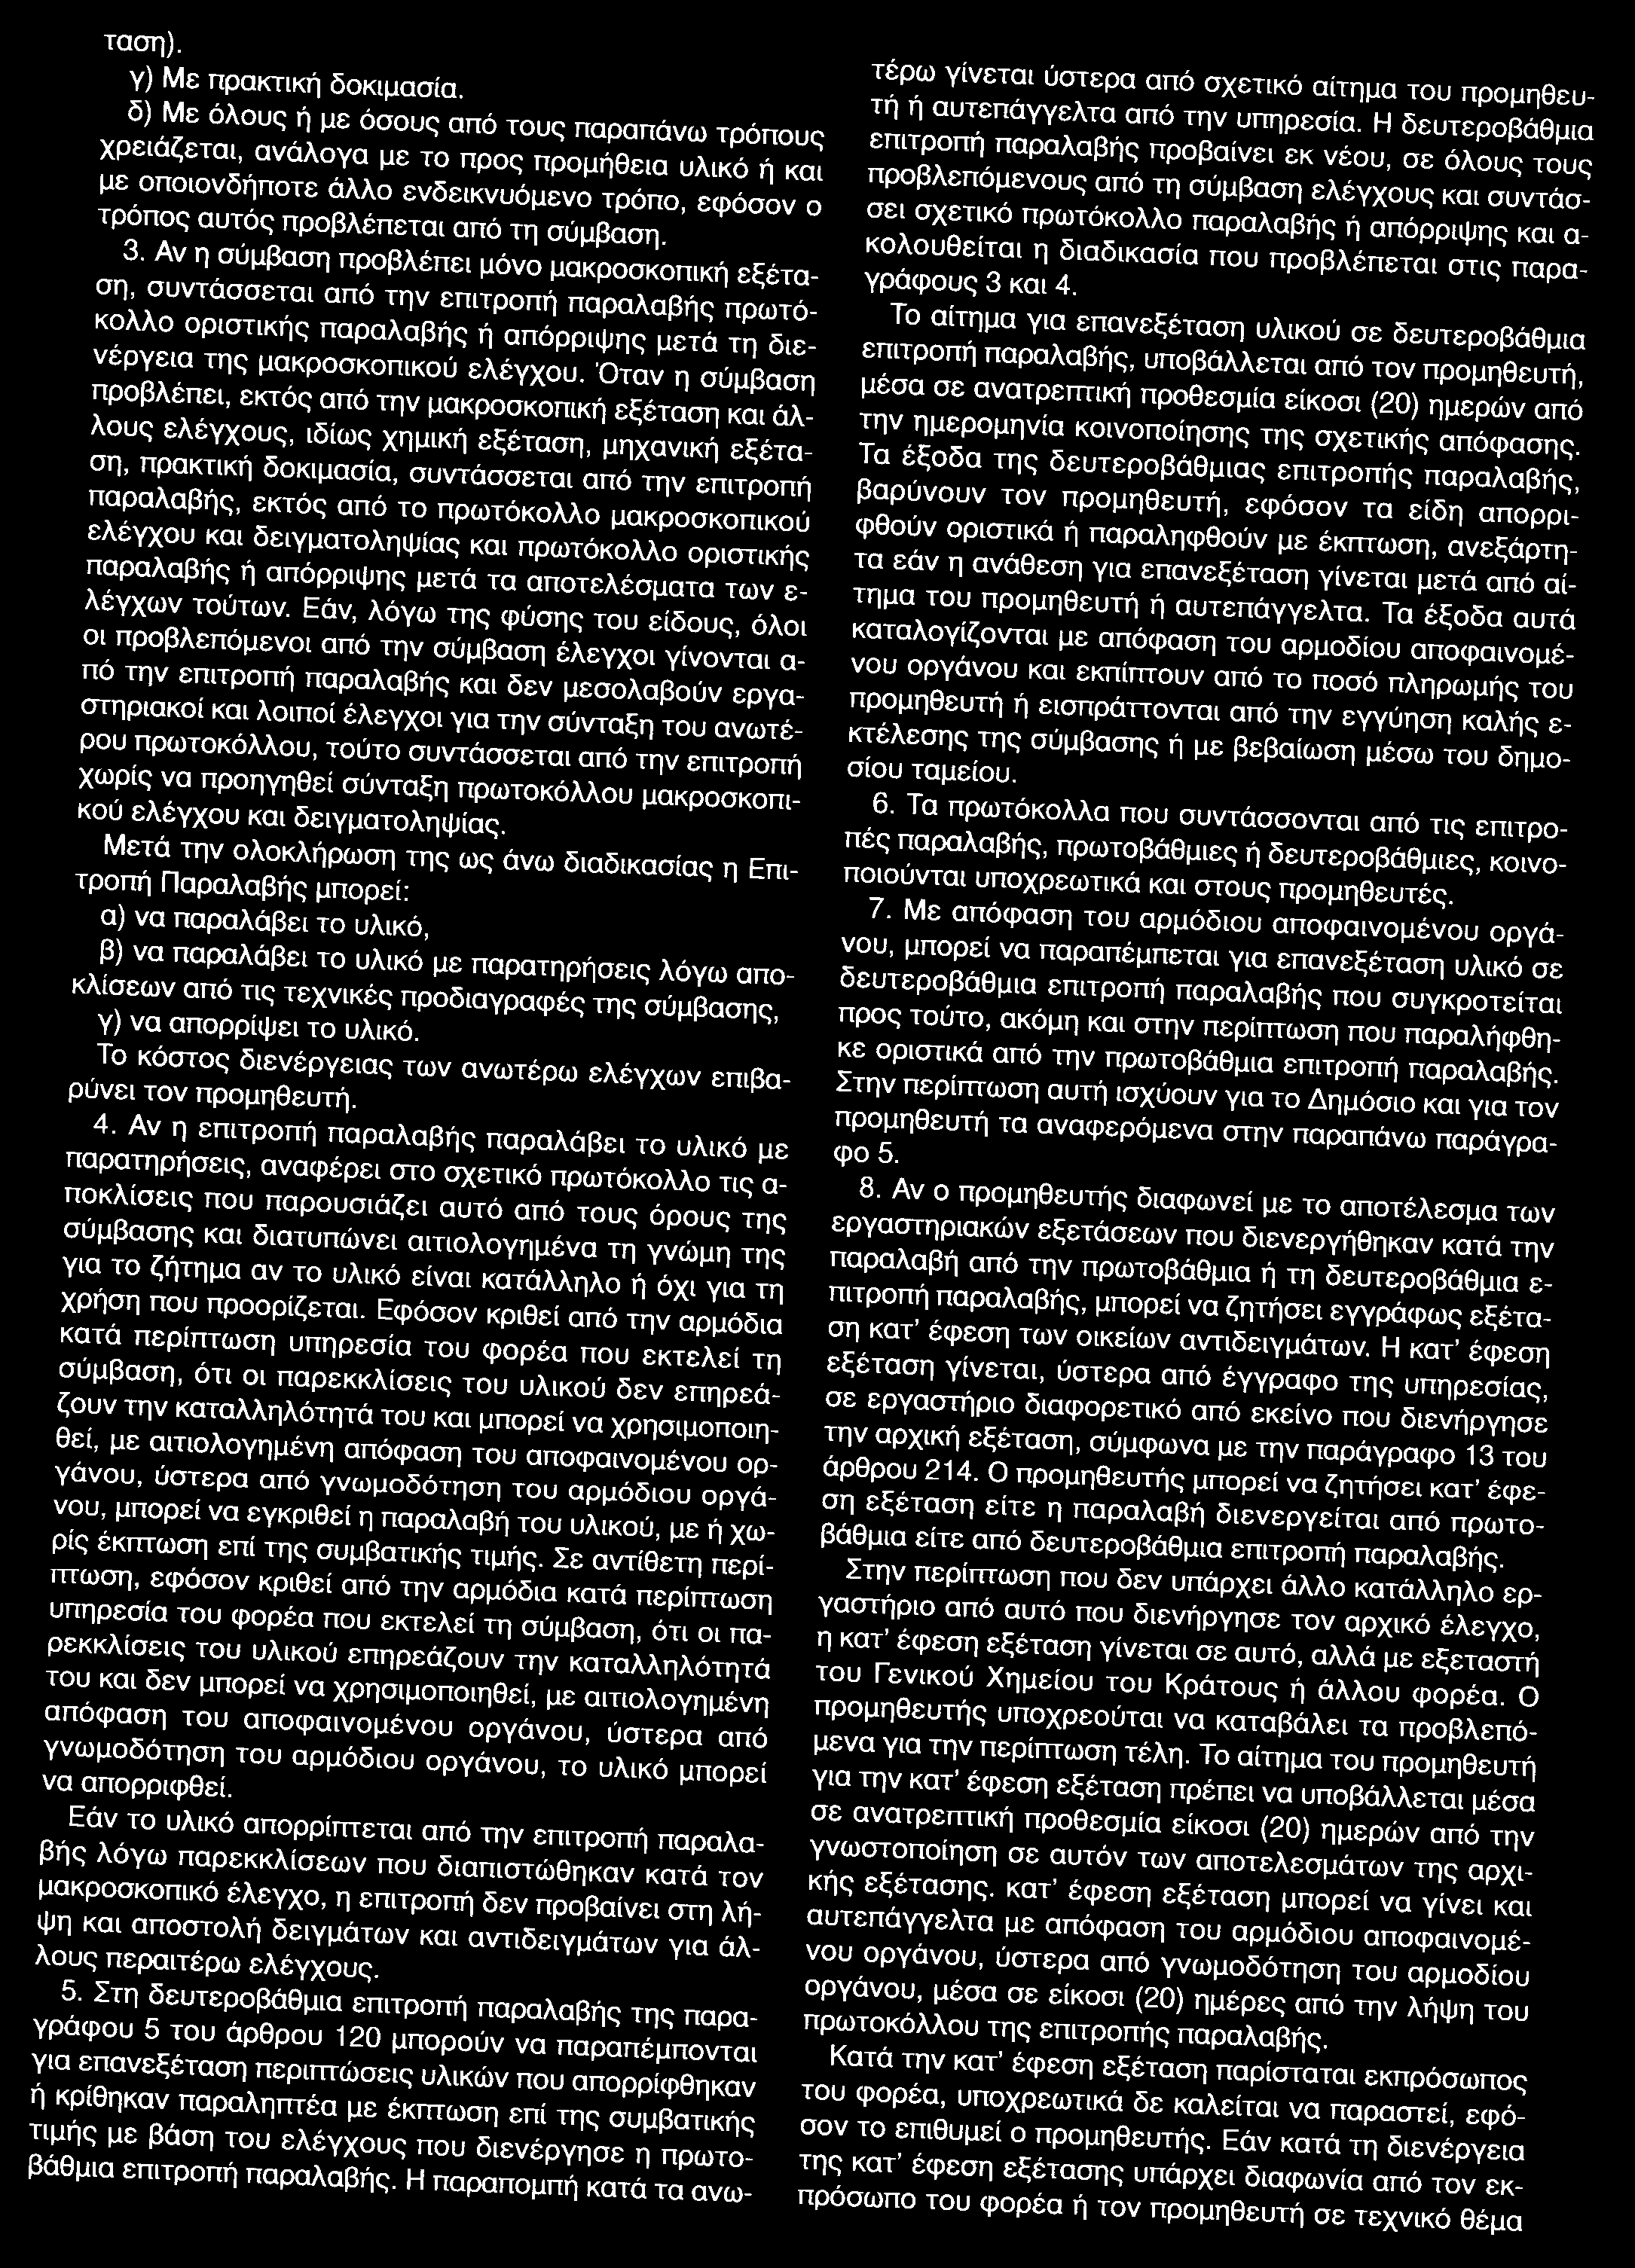 ταση).
γ) Με πρακτική δοκιμασία.
δ) Με όλους ή με όσους από τους παραπάνω τρόπους
χρειάζεται, ανάλογα με το προς προμήθεια υλικό ή και
με οποιονδήποτε άλλο ενδεικνυόμενο τρόπο, εφόσον ο
τρόπος αυτός προβλέπεται από τη σύμβαση.
3. Αν η σύμβαση προβλέπει μόνο μακροσκοπική εξέτα-
ση, συντάσσεται από την επιτροπή παραλαβής πρωτό-
κολλο οριστικής παραλαβής ή απόρριψης μετά τη διε-
νέργεια της μακροσκοπικού ελέγχου. Όταν η σύμβαση
προβλέπει, εκτός από την μακροσκοπική εξέταση και άλ-
λους ελέγχους, ιδίως χημική εξέταση, μηχανική εξέτα-
ση, πρακτική δοκιμασία, συντάσσεται από την επιτροπή
παραλαβής, εκτός από το πρωτόκολλο μακροσκοπικού
ελέγχου και δειγματοληψίας και πρωτόκολλο οριστικής
παραλαβής ή απόρριψης μετά τα αποτελέσματα των ε-
λέγχων τούτων. Εάν, λόγω της φύσης του είδους, όλοι
οι προβλεπόμενοι από την σύμβαση έλεγχοι γίνονται α-
πό την επιτροπή παραλαβής και δεν μεσολαβούν εργα-
στηριακοί και λοιποί έλεγχοι για την σύνταξη του ανωτέ-
ρου πρωτοκόλλου, τούτο συντάσσεται από την επιτροπή
χωρίς να προηγηθεί σύνταξη πρωτοκόλλου μακροσκοπι-
κού ελέγχου και δειγματοληψίας.
Μετά την ολοκλήρωση της ως άνω διαδικασίας η Επι-
τροπή Παραλαβής μπορεί:
α) να παραλάβει το υλικό,
β) να παραλάβει το υλικό με παρατηρήσεις λόγω απο-
κλίσεων από τις τεχνικές προδιαγραφές της σύμβασης,
γ) να απορρίψει το υλικό.
Το κόστος διενέργειας των ανωτέρω ελέγχων επιβα-
ρύνει τον προμηθευτή.
4. Αν η επιτροπή παραλαβής παραλάβει το υλικό με
παρατηρήσεις, αναφέρει στο σχετικό πρωτόκολλο τις α-
ποκλίσεις που παρουσιάζει αυτό από τους όρους της
σύμβασης και διατυπώνει αιτιολογημένα τη γνώμη της
για το ζήτημα αν το υλικό είναι κατάλληλο ή όχι για τη
χρήση που προορίζεται. Εφόσον κριθεί από την αρμόδια
κατά περίπτωση υπηρεσία του φορέα που εκτελεί τη
σύμβαση, ότι οι παρεκκλίσεις του υλικού δεν επηρεά-
ζουν την καταλληλότητά του και μπορεί να χρησιμοποιη-
θεί, με αιτιολογημένη απόφαση του αποφαινομένου ορ-
γάνου, ύστερα από γνωμοδότηση του αρμόδιου οργά-
νου, μπορεί να εγκριθεί η παραλαβή του υλικού, με ή χω-
ρίς έκπτωση επί της συμβατικής τιμής. Σε αντίθετη περί-
πτωση, εφόσον κριθεί από την αρμόδια κατά περίπτωση
υπηρεσία του φορέα που εκτελεί τη σύμβαση, ότι οι πα-
ρεκκλίσεις του υλικού επηρεάζουν την καταλληλότητά
του και δεν μπορεί να χρησιμοποιηθεί, με αιτιολογημένη
απόφαση του αποφαινομένου οργάνου, ύστερα από
γνωμοδότηση του αρμόδιου οργάνου, το υλικό μπορεί
να απορριφθεί.
Εάν το υλικό απορρίπτεται από την επιτροπή παραλα-
βής λόγω παρεκκλίσεων που διαπιστώθηκαν κατά τον
μακροσκοπικό έλεγχο, η επιτροπή δεν προβαίνει στη λή-
ψη και αποστολή δειγμάτων και αντιδειγμάτων για άλ-
λους περαιτέρω ελέγχους.
5. Στη δευτεροβάθμια επιτροπή παραλαβής της παρα-
γράφου 5 του άρθρου 120 μπορούν να παραπέμπονται
για επανεξέταση περιπτώσεις υλικών που απορρίφθηκαν
ή κρίθηκαν παραληπτέα με έκπτωση επί της συμβατικής
τιμής με βάση του ελέγχους που διενέργησε η πρωτο-
βάθμια επιτροπή παραλαβής. Η παραπομπή κατά τα ανω-
τέρω γίνεται ύστερα από σχετικό αίτημα του προμηθευ-
τή ή αυτεπάγγελτα από την υπηρεσία. Η δευτεροβάθμια
επιτροπή παραλαβής προβαίνει εκ νέου, σε όλους τους
προβλεπόμενους από τη σύμβαση ελέγχους και συντάσ-
σει σχετικό πρωτόκολλο παραλαβής ή απόρριψης και α-
κολουθείται η διαδικασία που προβλέπεται στις παρα-
γράφους 3 και 4.
Το αίτημα για επανεξέταση υλικού σε δευτεροβάθμια
επιτροπή παραλαβής, υποβάλλεται από τον προμηθευτή,
μέσα σε ανατρεπτική προθεσμία είκοσι (20) ημερών από
την ημερομηνία κοινοποίησης της σχετικής απόφασης.
Τα έξοδα της δευτεροβάθμιας επιτροπής παραλαβής,
βαρύνουν τον προμηθευτή, εφόσον τα είδη απορρι-
φθούν οριστικά ή παραληφθούν με έκπτωση, ανεξάρτη-
τα εάν η ανάθεση για επανεξέταση γίνεται μετά από αί-
τημα του προμηθευτή ή αυτεπάγγελτα. Τα έξοδα αυτά
καταλογίζονται με απόφαση του αρμοδίου αποφαινομέ-
νου οργάνου και εκπίπτουν από το ποσό πληρωμής του
προμηθευτή ή εισπράττονται από την εγγύηση καλής ε-
κτέλεσης της σύμβασης ή με βεβαίωση μέσω του δημο-
σίου ταμείου.
6. Τα πρωτόκολλα που συντάσσονται από τις επιτρο-
πές παραλαβής, πρωτοβάθμιες ή δευτεροβάθμιες, κοινο-
ποιούνται υποχρεωτικά και στους προμηθευτές.
7. Με απόφαση του αρμόδιου αποφαινομένου οργά-
νου, μπορεί να παραπέμπεται για επανεξέταση υλικό σε
δευτεροβάθμια επιτροπή παραλαβής που συγκροτείται
προς τούτο, ακόμη και στην περίπτωση που παραλήφθη-
κε οριστικά από την πρωτοβάθμια επιτροπή παραλαβής.
Στην περίπτωση αυτή ισχύουν για το Δημόσιο και για τον
προμηθευτή τα αναφερόμενα στην παραπάνω παράγρα-
φο 5.
8. Αν ο προμηθευτής διαφωνεί με το αποτέλεσμα των
εργαστηριακών εξετάσεων που διενεργήθηκαν κατά την
παραλαβή από την πρωτοβάθμια ή τη δευτεροβάθμια ε-
πιτροπή παραλαβής, μπορεί να ζητήσει εγγράφως εξέτα-
ση κατ’ έφεση των οικείων αντιδειγμάτων. Η κατ’ έφεση
εξέταση γίνεται, ύστερα από έγγραφο της υπηρεσίας,
σε εργαστήριο διαφορετικό από εκείνο που διενήργησε
την αρχική εξέταση, σύμφωνα με την παράγραφο 13 του
άρθρου 214. Ο προμηθευτής μπορεί να ζητήσει κατ’ έφε-
ση εξέταση είτε η παραλαβή διενεργείται από πρωτο-
βάθμια είτε από δευτεροβάθμια επιτροπή παραλαβής.
Στην περίπτωση που δεν υπάρχει άλλο κατάλληλο ερ-
γαστήριο από αυτό που διενήργησε τον αρχικό έλεγχο,
η κατ’ έφεση εξέταση γίνεται σε αυτό, αλλά με εξεταστή
του Γενικού Χημείου του Κράτους ή άλλου φορέα. Ο
προμηθευτής υποχρεούται να καταβάλει τα προβλεπό-
μενα για την περίπτωση τέλη. Το αίτημα του προμηθευτή
για την κατ’ έφεση εξέταση πρέπει να υποβάλλεται μέσα
σε ανατρεπτική προθεσμία είκοσι (20) ημερών από την
γνωστοποίηση σε αυτόν των αποτελεσμάτων της αρχι-
κής εξέτασης. κατ’ έφεση εξέταση μπορεί να γίνει και
αυτεπάγγελτα με απόφαση του αρμόδιου αποφαινομέ-
νου οργάνου, ύστερα από γνωμοδότηση του αρμοδίου
οργάνου, μέσα σε είκοσι (20) ημέρες από την λήψη του
πρωτοκόλλου της επιτροπής παραλαβής.
Κατά την κατ’ έφεση εξέταση παρίσταται εκπρόσωπος
του φορέα, υποχρεωτικά δε καλείται να παραστεί, εφό-
σον το επιθυμεί ο προμηθευτής. Εάν κατά τη διενέργεια
της κατ’ έφεση εξέτασης υπάρχει διαφωνία από τον εκ-
πρόσωπο του φορέα ή τον προμηθευτή σε τεχνικό θέμα